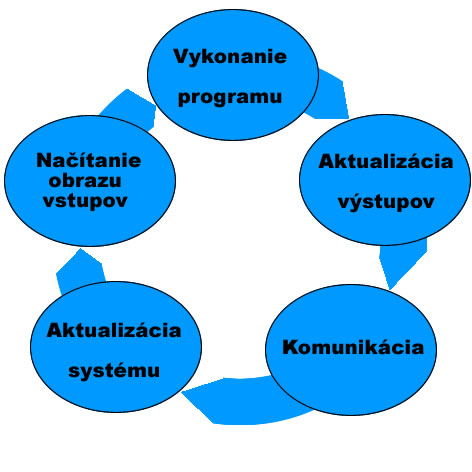 Vykonanie
programu
Aktualizácia
výstupov
Komunikácia
Aktualizácia
systému
Načítanie
obrazu
vstupov